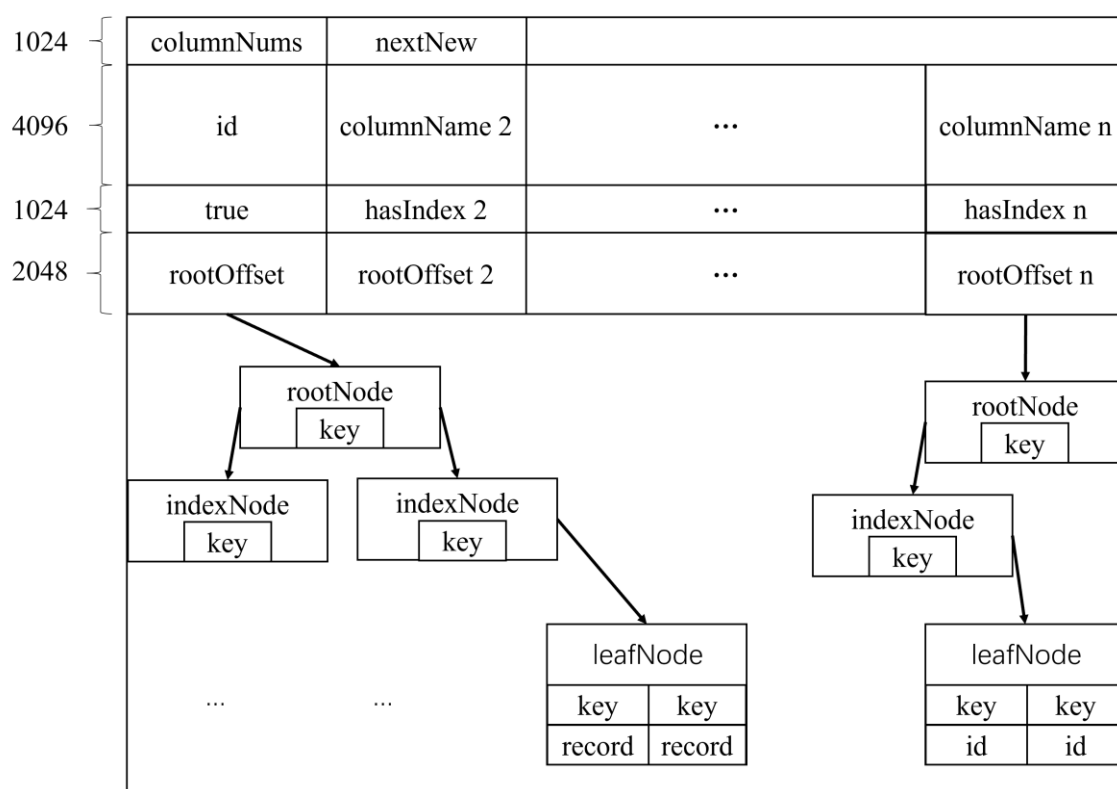 1024 columnNums nextNew
4096 id columnName 2 ... columnName n
1024 true hasIndex 2 ... hasIndex n
2048 rootOffset rootOffset 2 ... rootOffset n
rootNode
key
rootNode
key
indexNode
key
indexNode
key
indexNode
key
leafNode
key key
record record
leafNode
key key
id id
... ...